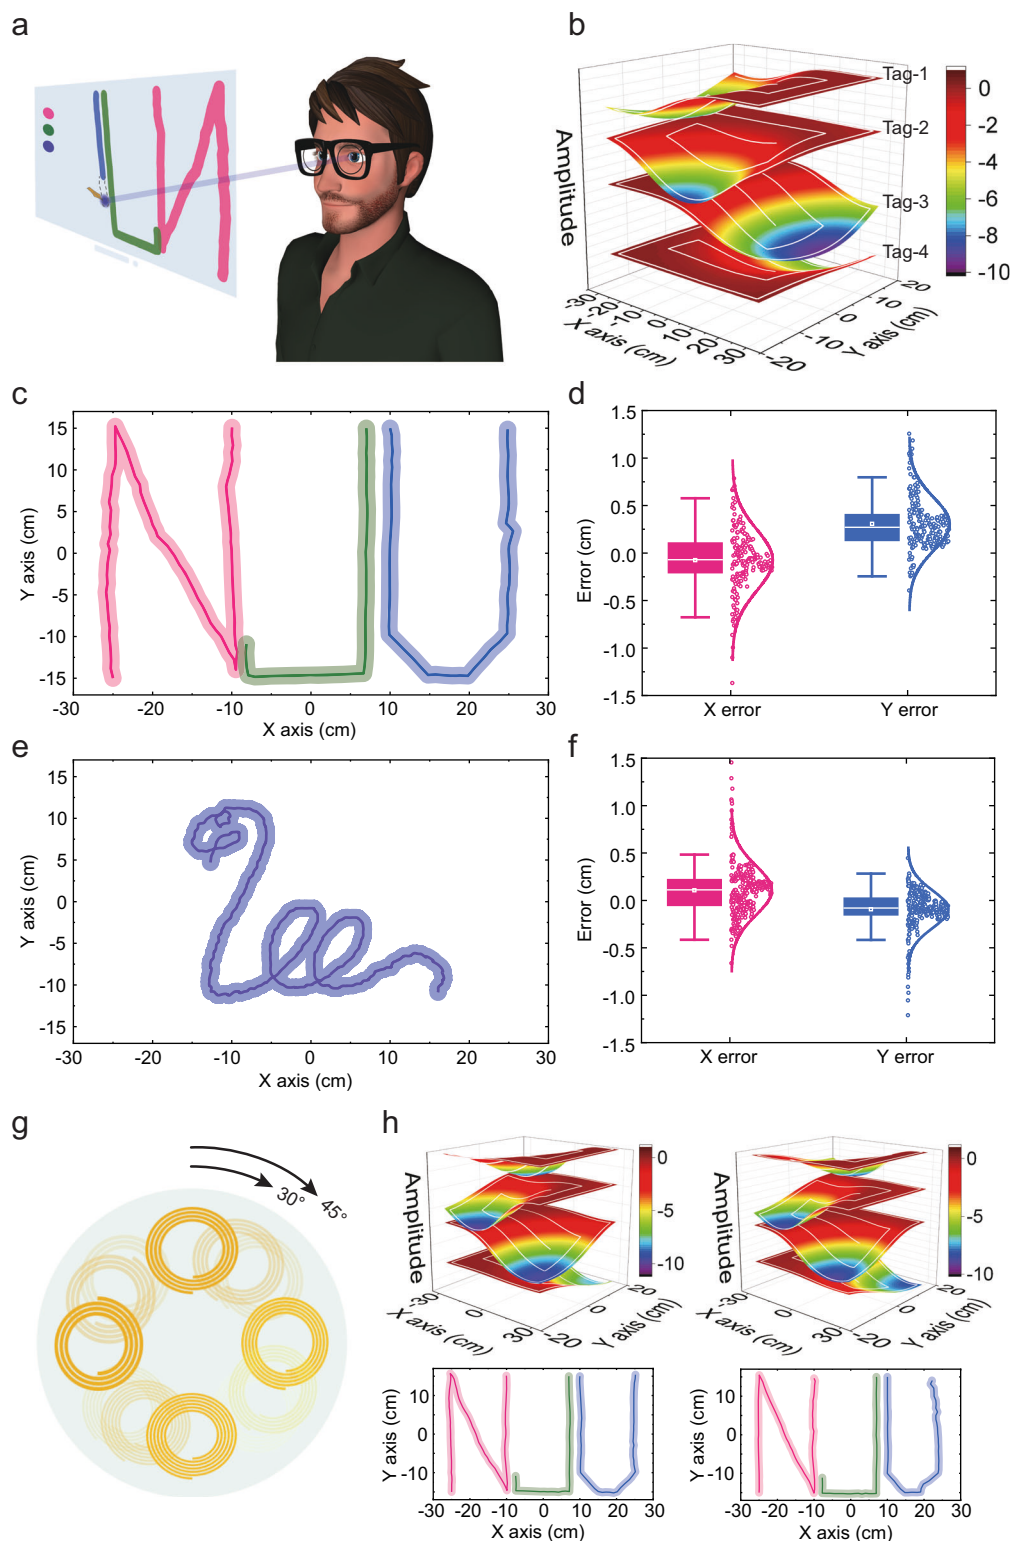 a
b
Tag-1
Tag-2
Tag-3
Tag-4
Amplitude
0
-2
-4
-6
-8
-10
-30
-20
-10
0
10
20
30
X axis (cm)
-20
-10
0
10
20
Y axis (cm)
c
15
10
5
0
-5
-10
-15
Y axis (cm)
-30
-20
-10
0
10
20
30
X axis (cm)
d
1.5
1.0
0.5
0.0
-0.5
-1.0
-1.5
Error (cm)
X error
Y error
e
15
10
5
0
-5
-10
-15
Y axis (cm)
-30
-20
-10
0
10
20
30
X axis (cm)
f
1.5
1.0
0.5
0.0
-0.5
1.0
-1.5
Error (cm)
X error
Y error
g
30°
45°
h
Amplitude
0
-5
-10
-30
0
30
X axis (cm)
-20
0
20
Y axis (cm)
Amplitude
0
-5
-10
-30
0
30
X axis (cm)
-20
0
20
Y axis (cm)
10
0
-10
Y axis (cm)
-30
-20
-10
0
10
20
30
X axis (cm)
10
0
-10
Y axis (cm)
-30
-20
-10
0
10
20
30
X axis (cm)